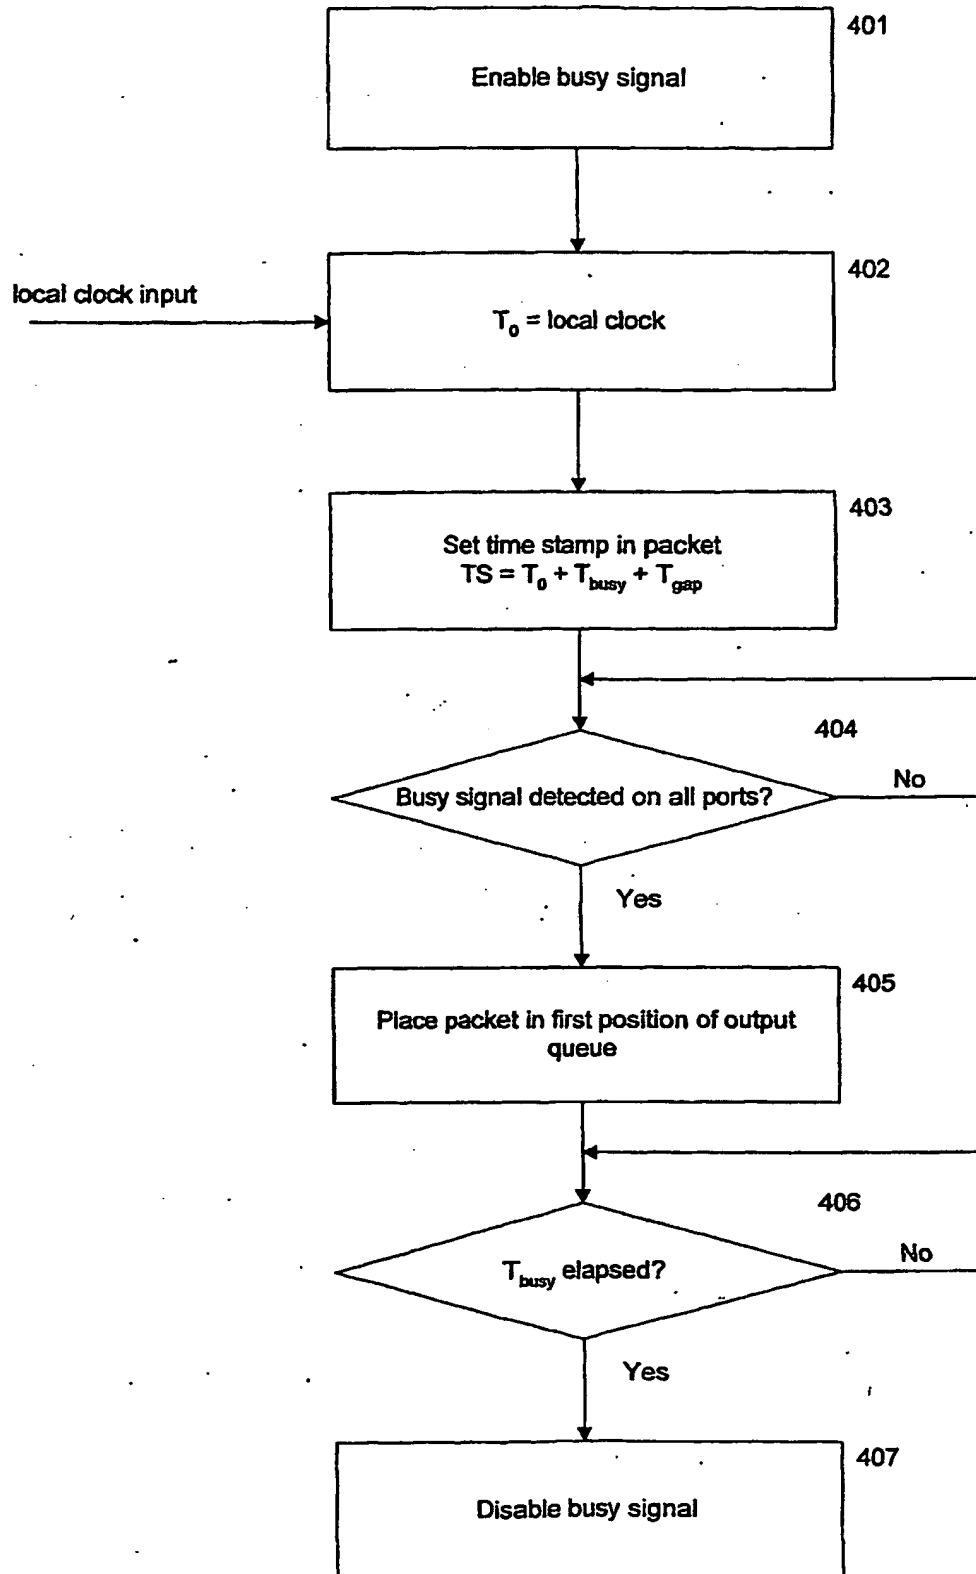 401
Enable busy signal
402
local clock input
T0 = local clock
403
Set time stamp in packet
TS = T0 + Tbusy + Tgap
404
Busy signal detected on all ports?
No
Yes
405
Place packet in first position of output
queue
406
Tbusy elapsed?
No
Yes
407
Disable busy signal